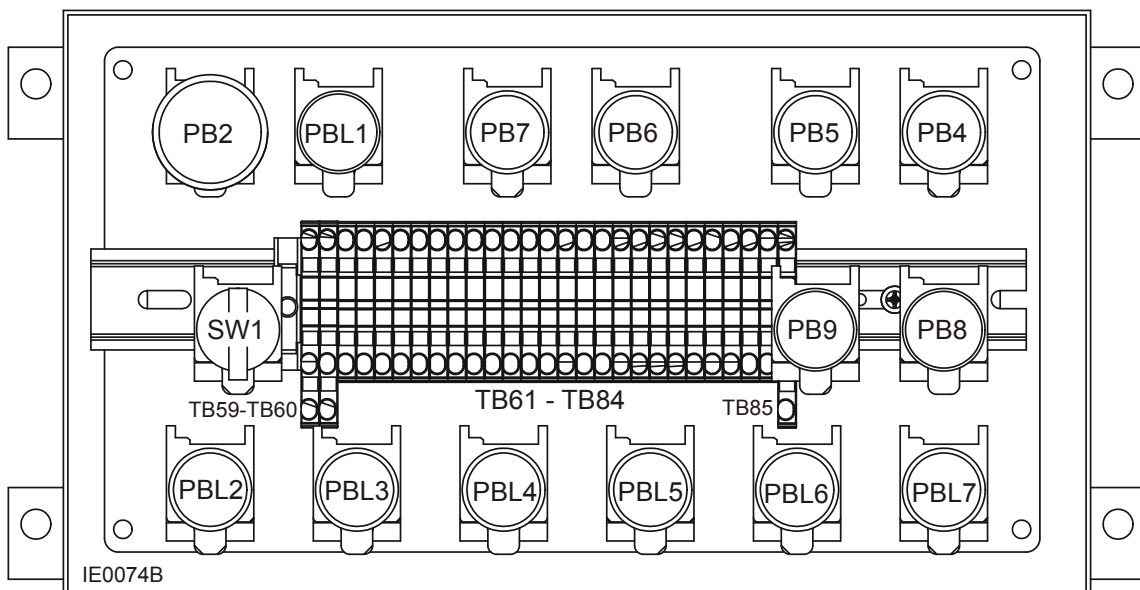 PB2 PBL1 PB7 PB6 PB5 PB4
SW1 PB9 PB8
TB59-TB60 TB61 - TB84 TB85
PBL2 PBL3 PBL4 PBL5 PBL6 PBL7
IE0074B